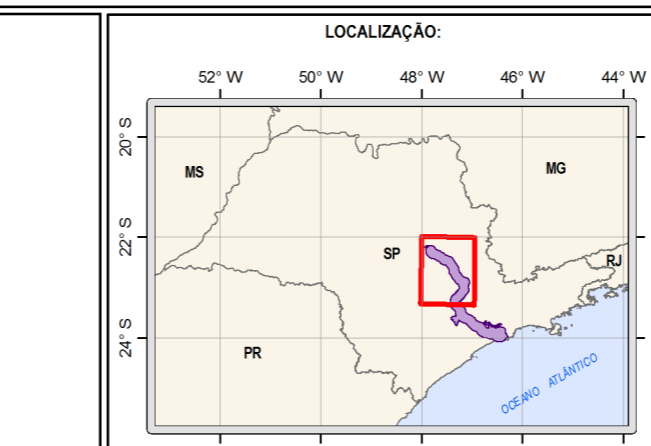 LOCALIZAÇÃO:
52° W 50° W 48° W 46° W 44° W
20° S
MS
MG
22° S
SP
RJ
24° S
PR
OCEANO ATLÂNTICO